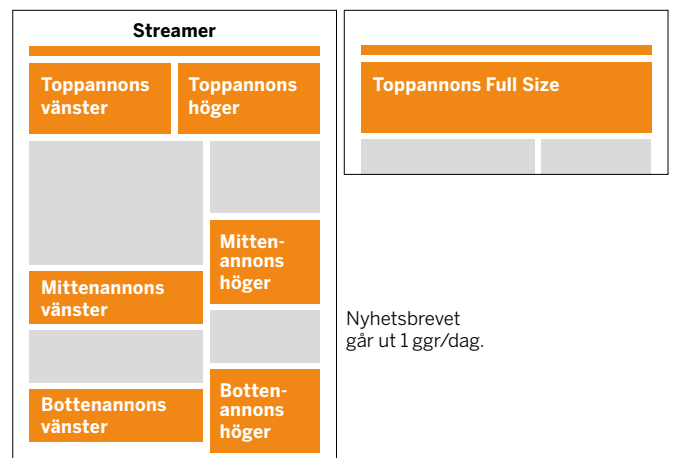 Streamer
Toppannons
vänster
Toppannons
höger
Mitten-
annons
höger
Mittenannons
vänster
Botten-
annons
höger
Bottenannons
vänster
Toppannons Full Size
Nyhetsbrevet
går ut 1 ggr/dag.